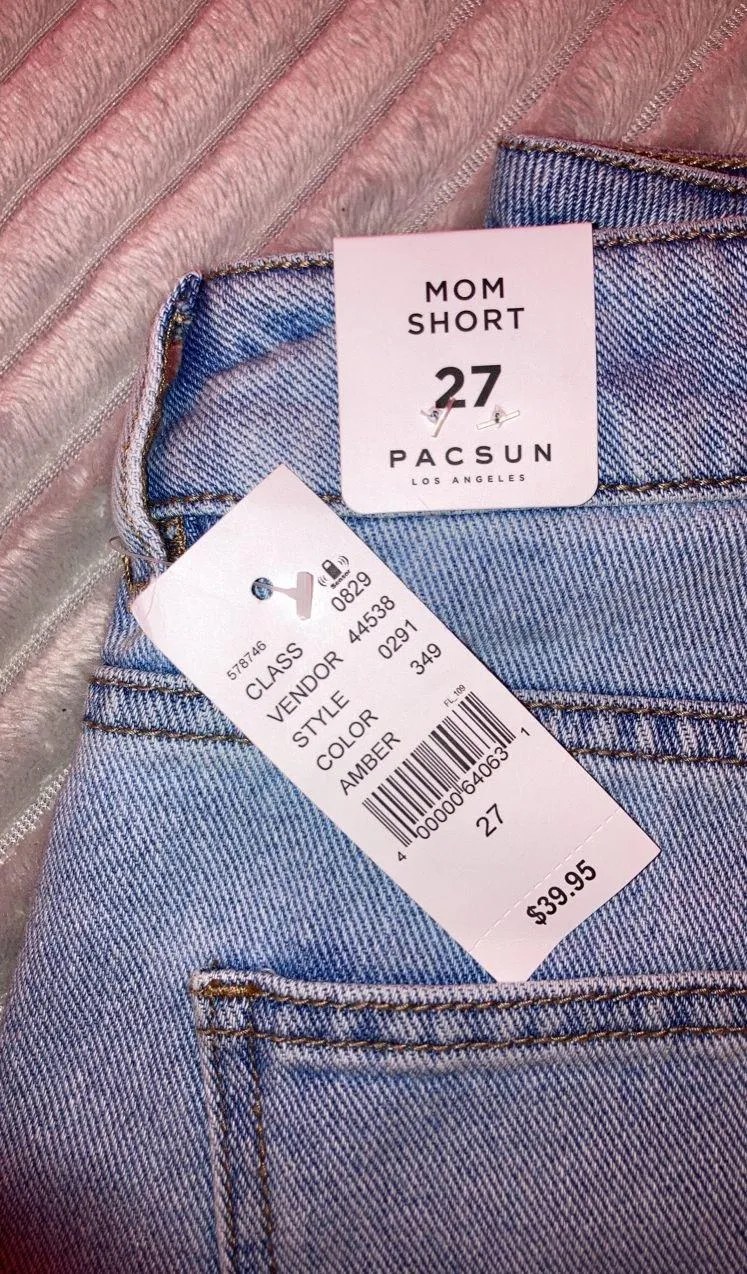 MOM
SHORT
27
PACSUN
LOS ANGELES
Sensor
578746
CLASS 0829
VENDOR 44538
STYLE 0291
COLOR 349
AMBER
FL_109
4 00000 64063 1
27
$39.95